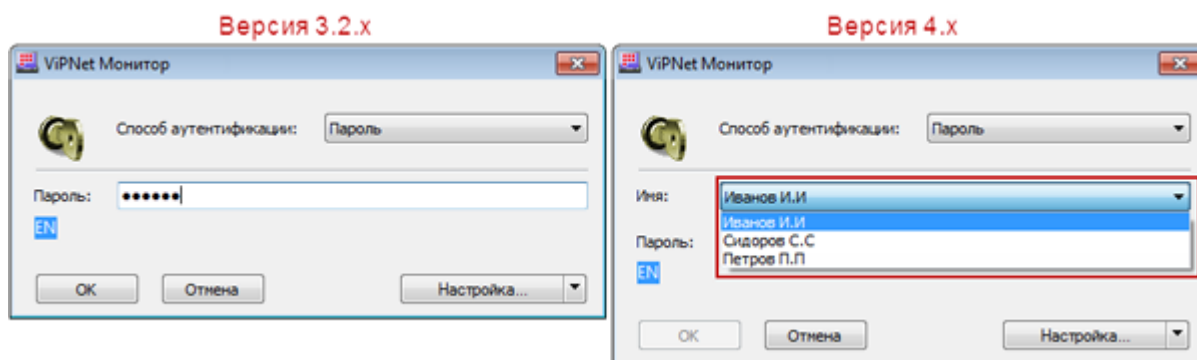 Версия 3.2.x
ViPNet Монитор
Способ аутентификации: Пароль
Пароль: ●●●●●●
EN
OK Отмена Настройка...
Версия 4.x
ViPNet Монитор
Способ аутентификации: Пароль
Имя: Иванов И.И
Иванов И.И
Сидоров С.С
Петров П.П
Пароль:
EN
OK Отмена Настройка...